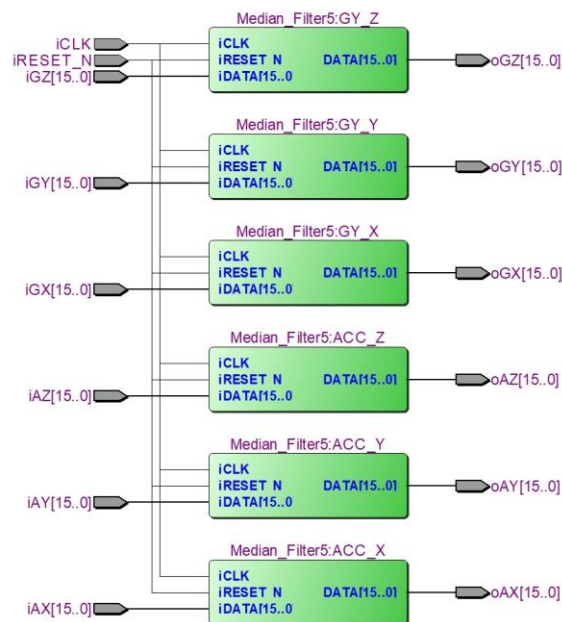 Median_Filter5:GY_Z
iCLK
iCLK
iRESET_N
iRESET N
DATA[15..0]
oGZ[15..0]
iGZ[15..0]
iDATA[15..0
Median_Filter5:GY_Y
iCLK
iRESET N
DATA[15..0]
oGY[15..0]
iGY[15..0]
iDATA[15..0
Median_Filter5:GY_X
iCLK
iRESET N
DATA[15..0]
oGX[15..0]
iGX[15..0]
iDATA[15..0
Median_Filter5:ACC_Z
iCLK
iRESET N
DATA[15..0]
oAZ[15..0]
iAZ[15..0]
iDATA[15..0
Median_Filter5:ACC_Y
iCLK
iRESET N
DATA[15..0]
oAY[15..0]
iAY[15..0]
iDATA[15..0
Median_Filter5:ACC_X
iCLK
iRESET N
DATA[15..0]
oAX[15..0]
iAX[15..0]
iDATA[15..0